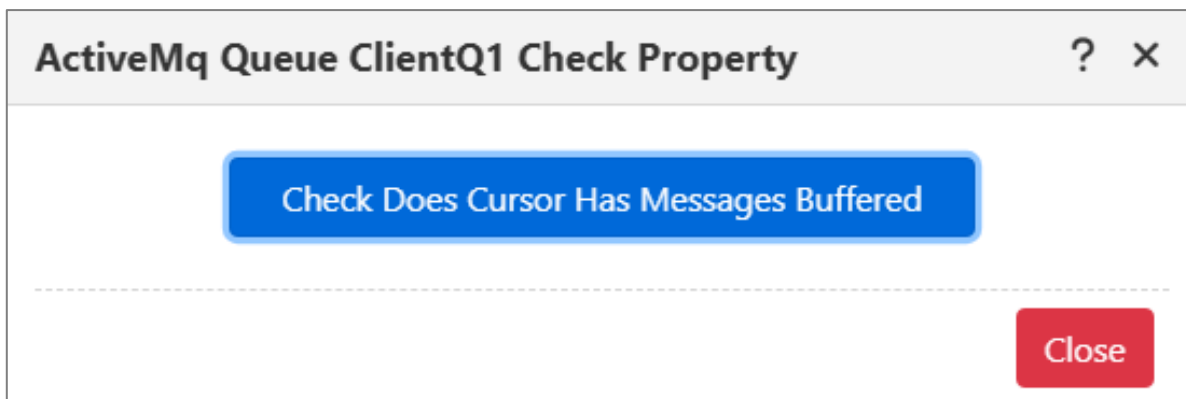 ActiveMq Queue ClientQ1 Check Property ? ×
Check Does Cursor Has Messages Buffered
Close